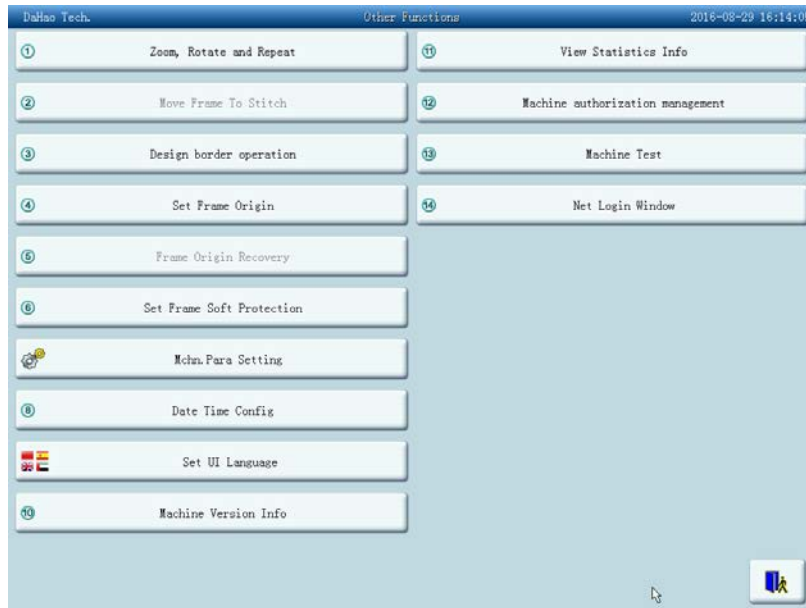 DaHao Tech. Other Functions 2016-08-29 16:14:0
① Zoom, Rotate and Repeat
② Move Frame To Stitch
③ Design border operation
④ Set Frame Origin
⑤ Frame Origin Recovery
⑥ Set Frame Soft Protection
Mchn.Para Setting
⑧ Date Time Config
Set UI Language
⑩ Machine Version Info
⑪ View Statistics Info
⑫ Machine authorization management
⑬ Machine Test
⑭ Net Login Window